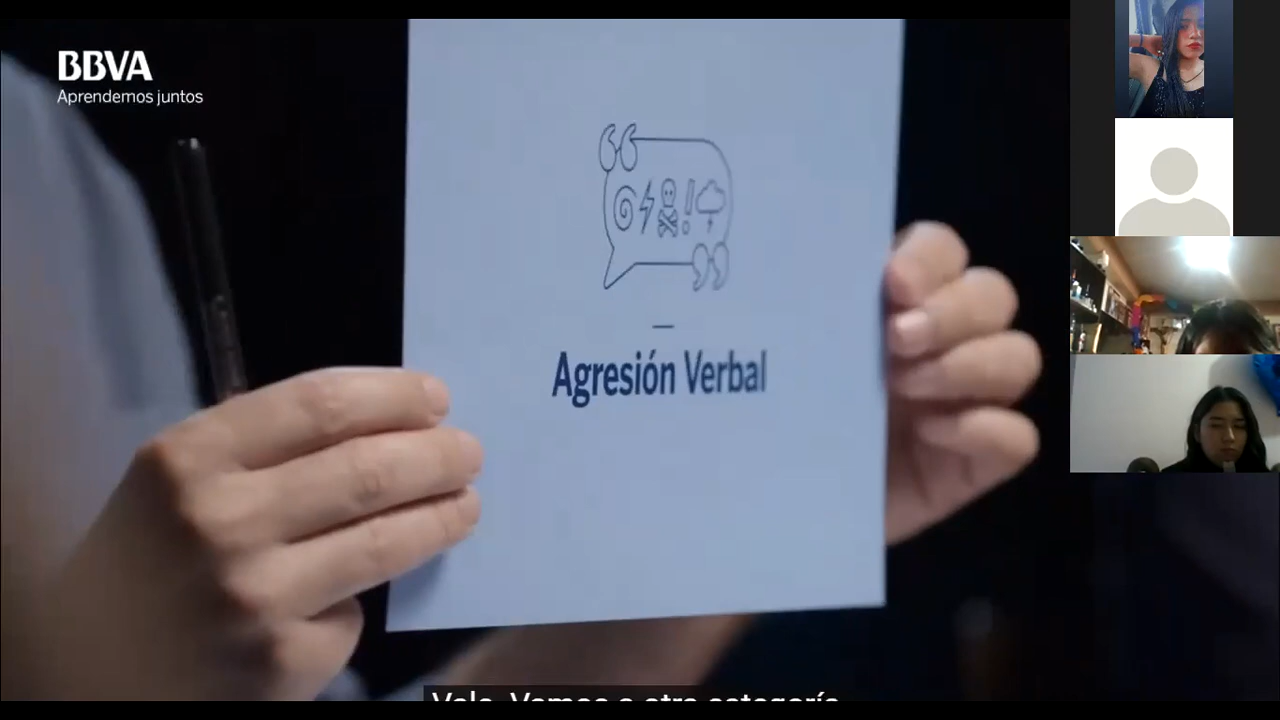 BBVA
Aprendemos juntos
Agresión Verbal
Vale. Vamos a otra categoría